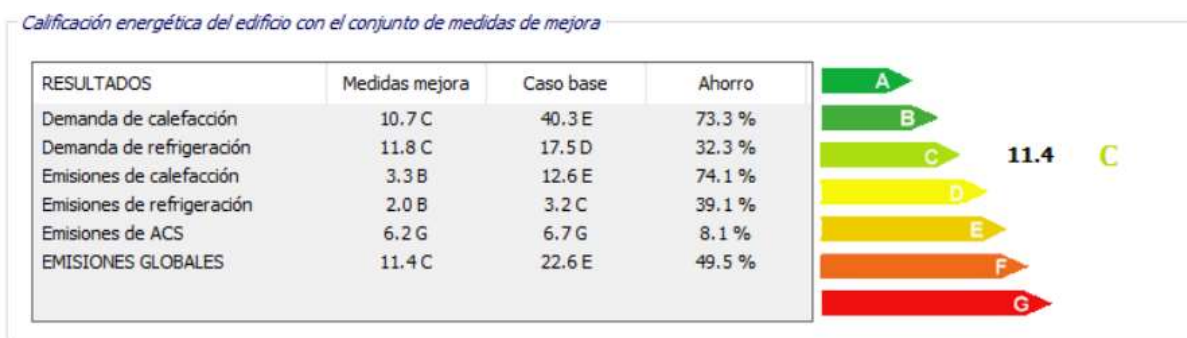 Calificación energética del edificio con el conjunto de medidas de mejora
RESULTADOS Medidas mejora Caso base Ahorro
Demanda de calefacción 10.7 C 40.3 E 73.3 %
Demanda de refrigeración 11.8 C 17.5 D 32.3 %
Emisiones de calefacción 3.3 B 12.6 E 74.1 %
Emisiones de refrigeración 2.0 B 3.2 C 39.1 %
Emisiones de ACS 6.2 G 6.7 G 8.1 %
EMISIONES GLOBALES 11.4 C 22.6 E 49.5 %
A
B
C 11.4 C
D
E
F
G